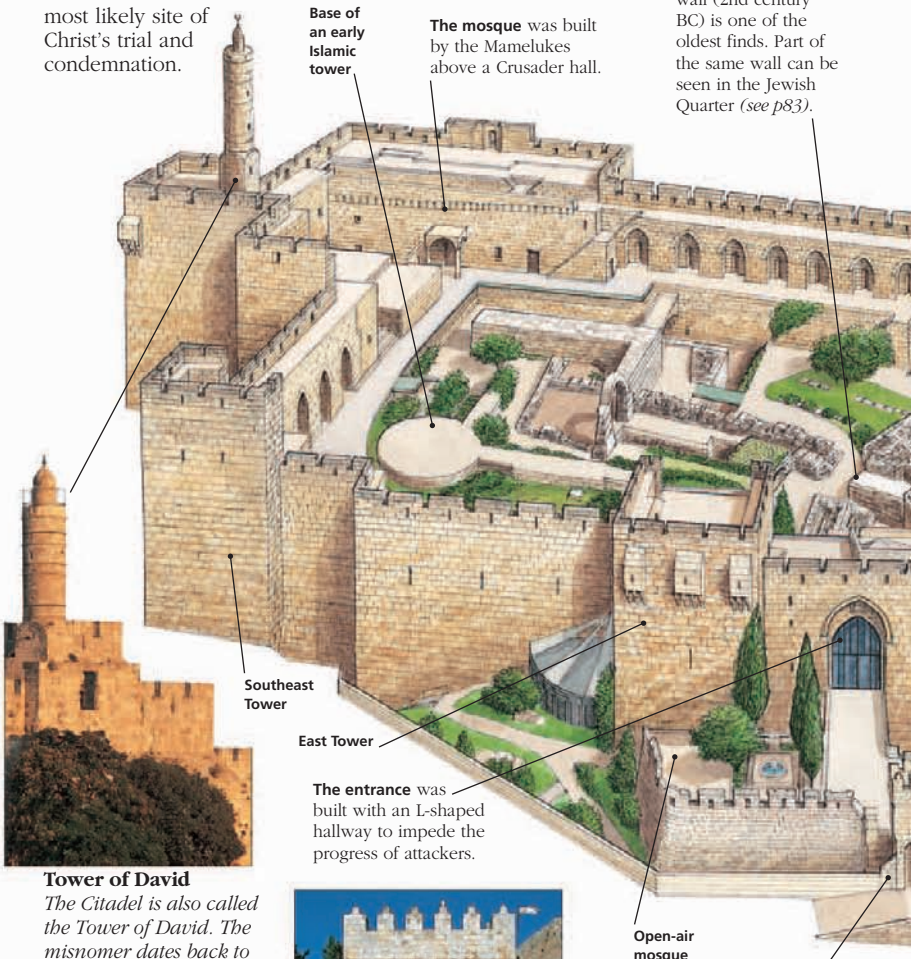 most likely site of
Christ's trial and
condemnation.
Base of
an early
Islamic
tower
The mosque was built
by the Mamelukes
above a Crusader hall.
wall (2nd century
BC) is one of the
oldest finds. Part of
the same wall can be
seen in the Jewish
Quarter (see p83).
Southeast
Tower
East Tower
The entrance was
built with an L-shaped
hallway to impede the
progress of attackers.
Tower of David
The Citadel is also called
the Tower of David. The
misnomer dates back to
Open-air
mosque